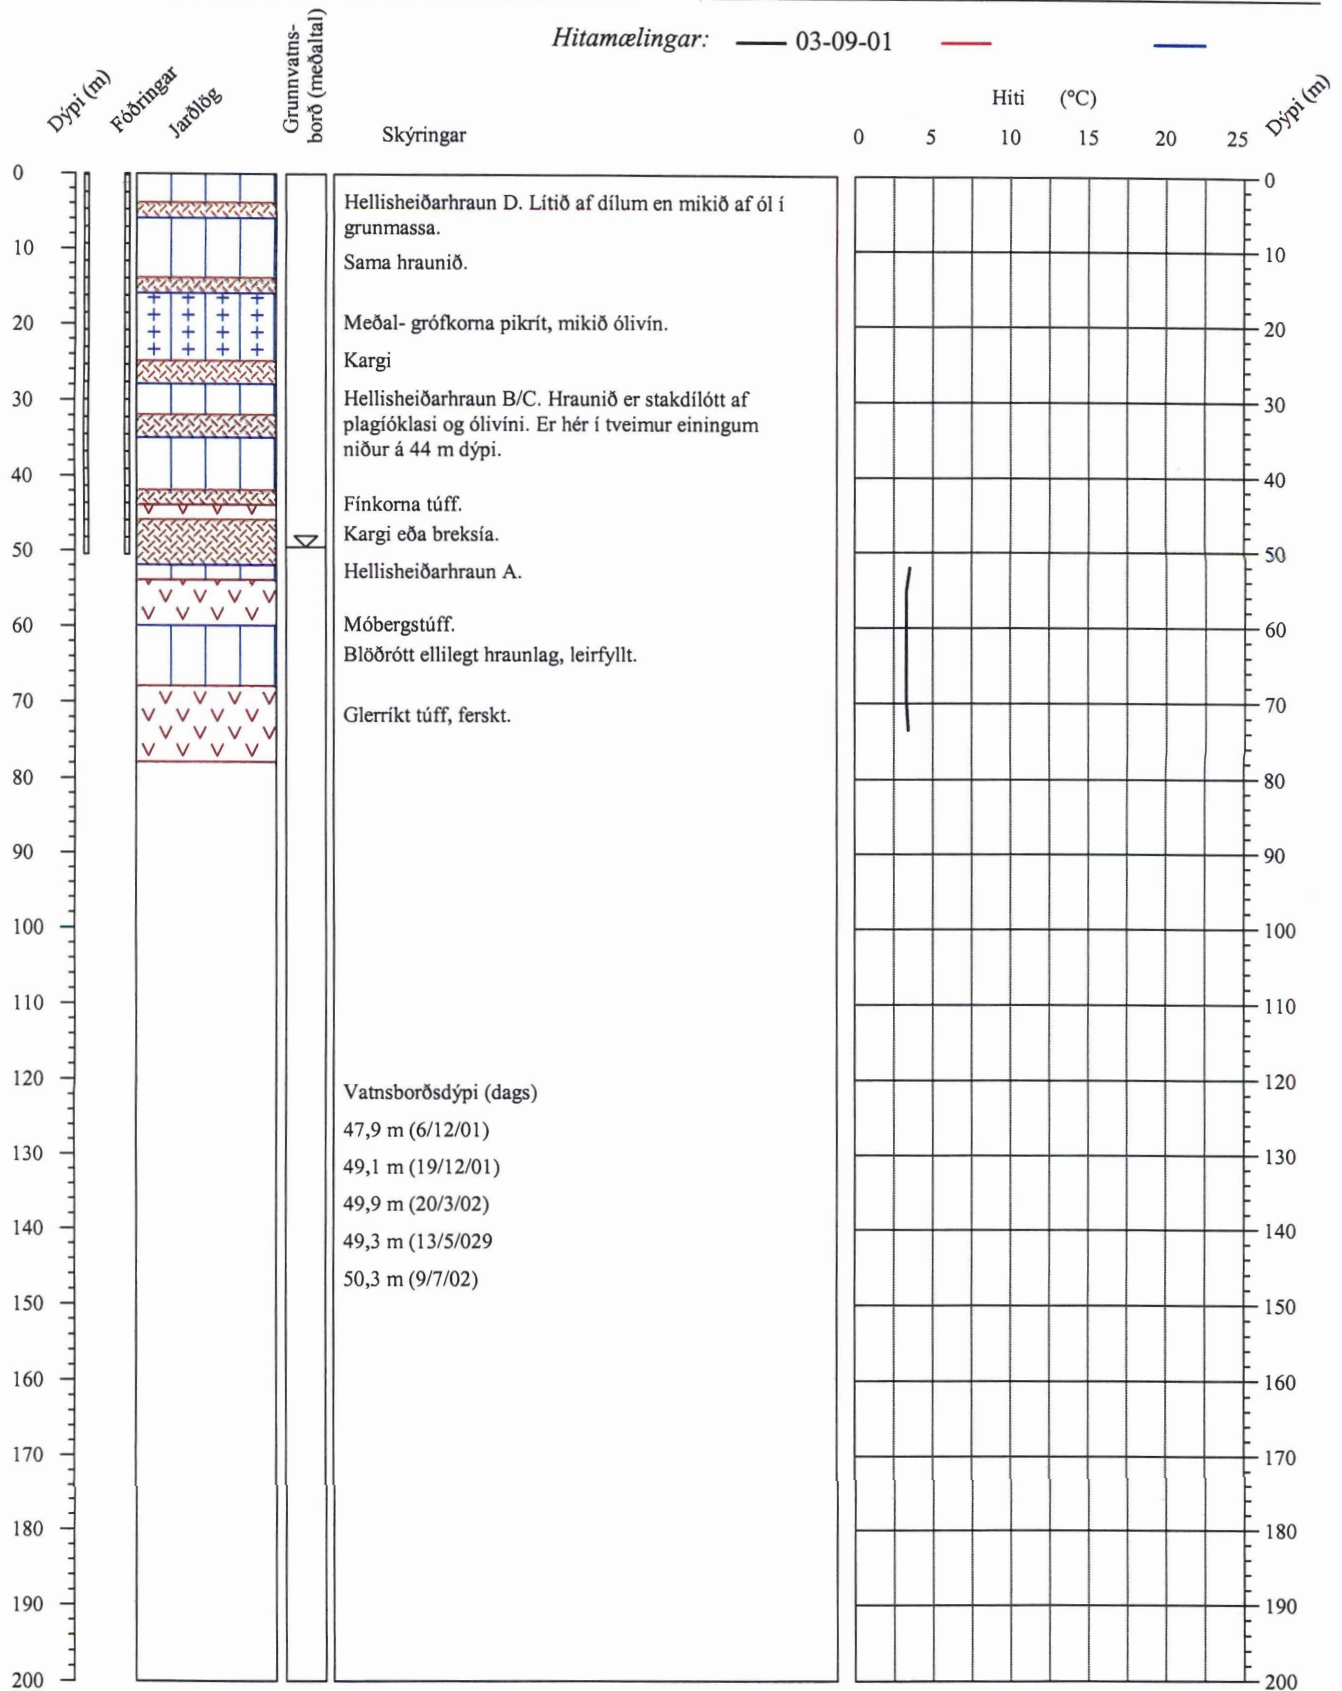 Hitamælingar: 03-09-01
Dýpi (m)
Fóðringar
Jarðlög
Grunnvatns-
borð (meðaltal)
Skýringar
Hiti (°C)
0 5 10 15 20 25
Dýpi (m)
0
10
20
30
40
50
60
70
80
90
100
110
120
130
140
150
160
170
180
190
200
Hellisheiðarhraun D. Lítið af dílum en mikið af ól í
grunmassa.
Sama hraunið.
Meðal- grófkorna pikrít, mikið ólivín.
Kargi
Hellisheiðarhraun B/C. Hraunið er stakdílótt af
plagíóklasi og ólivíni. Er hér í tveimur einingum
niður á 44 m dýpi.
Fínkorna túff.
Kargi eða breksía.
Hellisheiðarhraun A.
Móbergstúff.
Blöðrótt ellilegt hraunlag, leirfyllt.
Glerríkt túff, ferskt.
Vatnsborðsdýpi (dags)
47,9 m (6/12/01)
49,1 m (19/12/01)
49,9 m (20/3/02)
49,3 m (13/5/029
50,3 m (9/7/02)
0
10
20
30
40
50
60
70
80
90
100
110
120
130
140
150
160
170
180
190
200